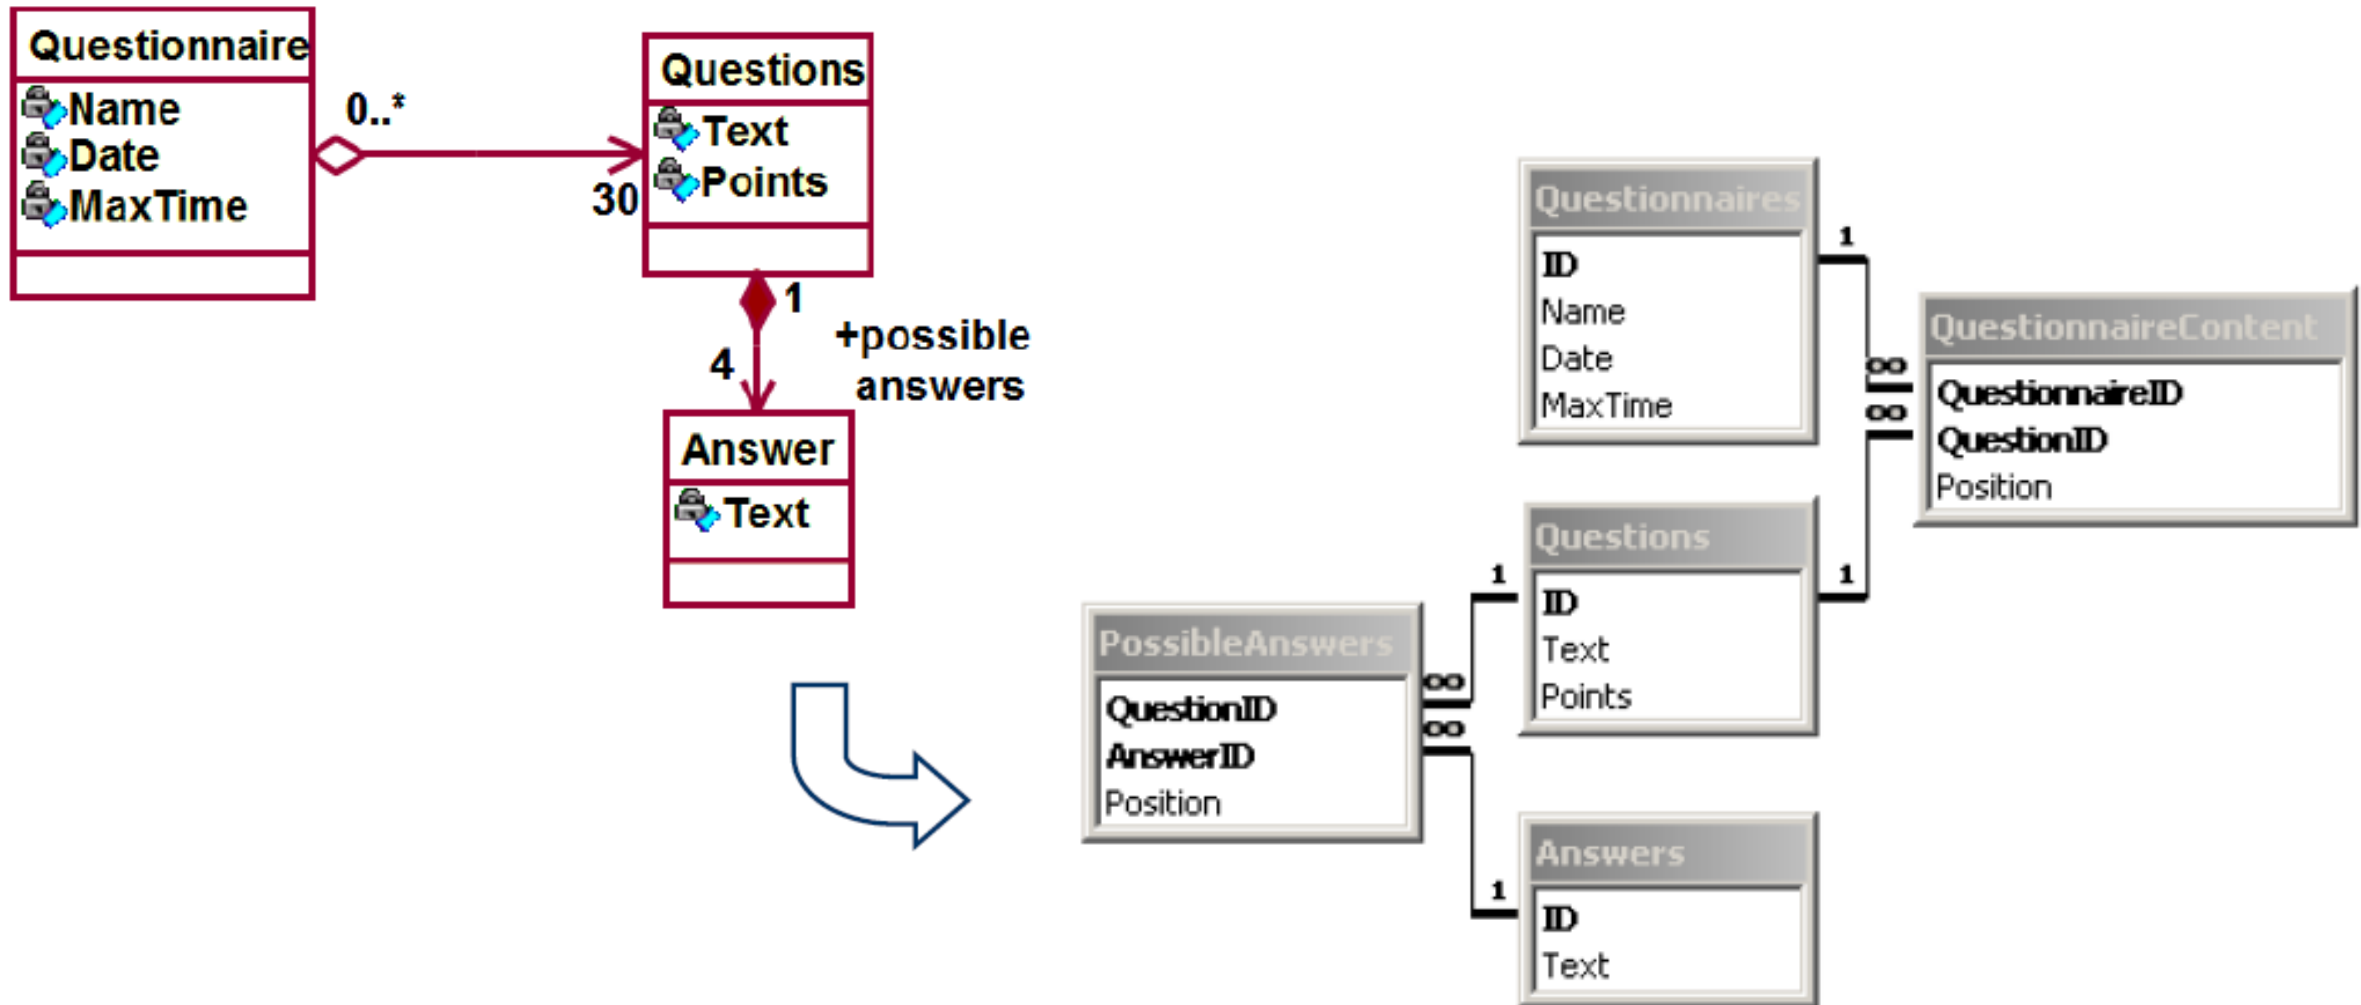 Questionnaire
Name
Date
MaxTime
0..*
30
Questions
Text
Points
1
+possible
answers
4
Answer
Text
Questionnaires
ID
Name
Date
MaxTime
1
∞
∞
QuestionnaireContent
QuestionnaireID
QuestionID
Position
Questions
ID
Text
Points
1
1
PossibleAnswers
QuestionID
AnswerID
Position
∞
∞
1
Answers
ID
Text